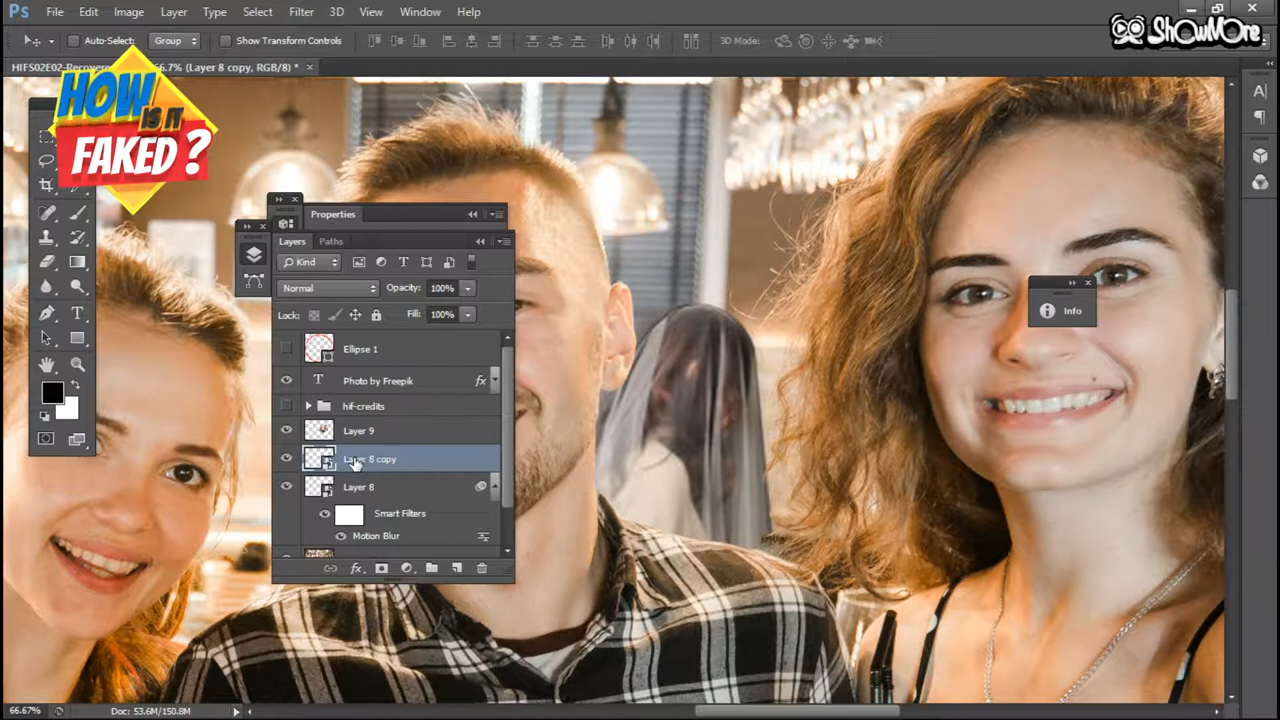 Ps File Edit Image Layer Type Select Filter 3D View Window Help
Auto-Select: Group Show Transform Controls 3D Mode:
ShowMore
HIFS02E02-Recovere 66.7% (Layer 8 copy, RGB/8) *
HOW
IS IT
FAKED?
Properties
Layers Paths
Kind
Normal Opacity: 100%
Lock: Fill: 100%
Ellipse 1
Photo by Freepik fx
hif-credits
Layer 9
Layer 8 copy
Layer 8
Smart Filters
Motion Blur
fx
Info
66.67% Doc: 53.6M/150.8M